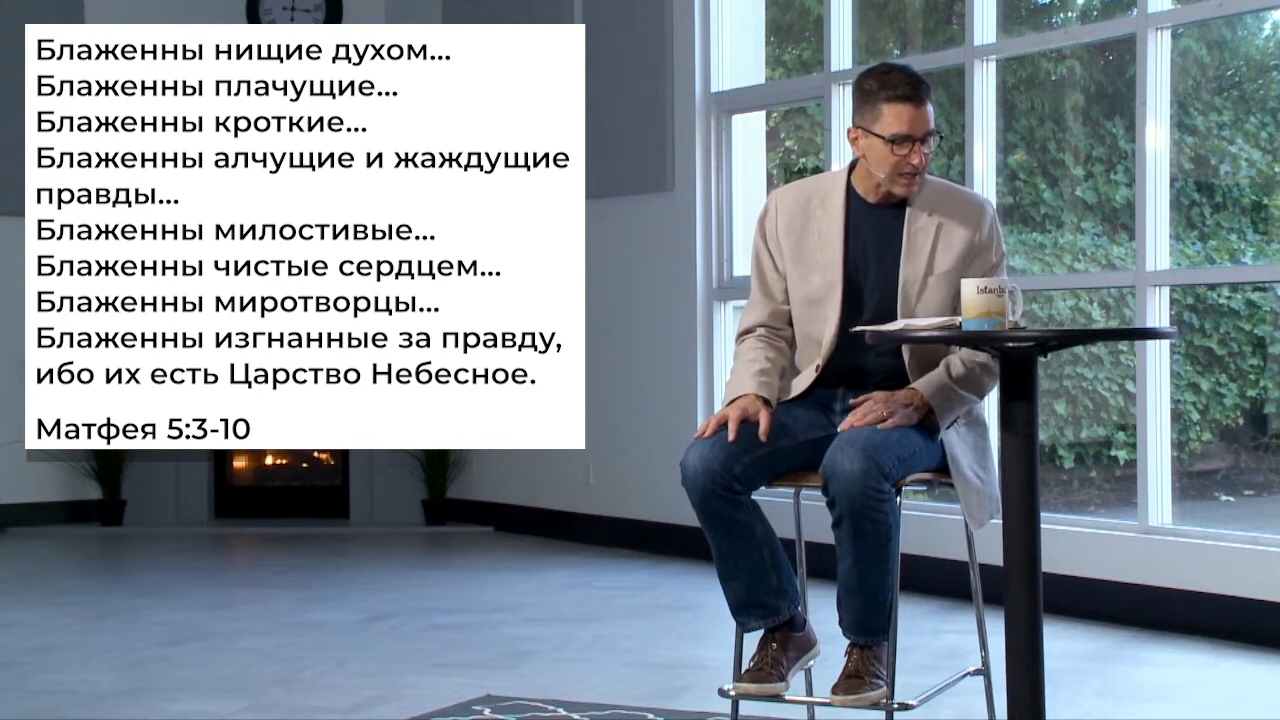 Блаженны нищие духом...
Блаженны плачущие...
Блаженны кроткие...
Блаженны алчущие и жаждущие
правды...
Блаженны милостивые...
Блаженны чистые сердцем...
Блаженны миротворцы...
Блаженны изгнанные за правду,
ибо их есть Царство Небесное.
Матфея 5:3-10
Istanbul